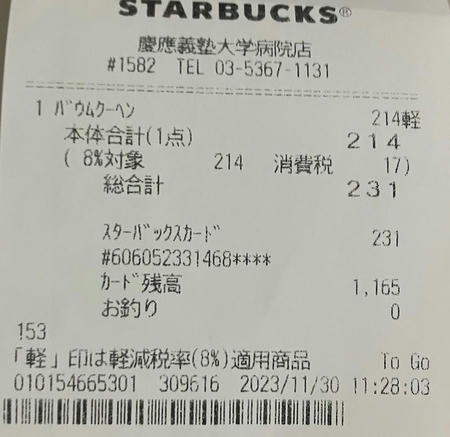 STARBUCKS®
慶應義塾大学病院店
#1582 TEL 03-5367-1131
1 ﾊﾞｳﾑｸｰﾍﾝ 214軽
本体合計(1点) 214
( 8%対象 214 消費税 17)
総合計 231
ｽﾀｰﾊﾞｯｸｽｶｰﾄﾞ 231
#606052331468****
ｶｰﾄﾞ残高 1,165
お釣り 0
153
「軽」印は軽減税率(8%)適用商品 To Go
010154665301 309616 2023/11/30 11:28:03